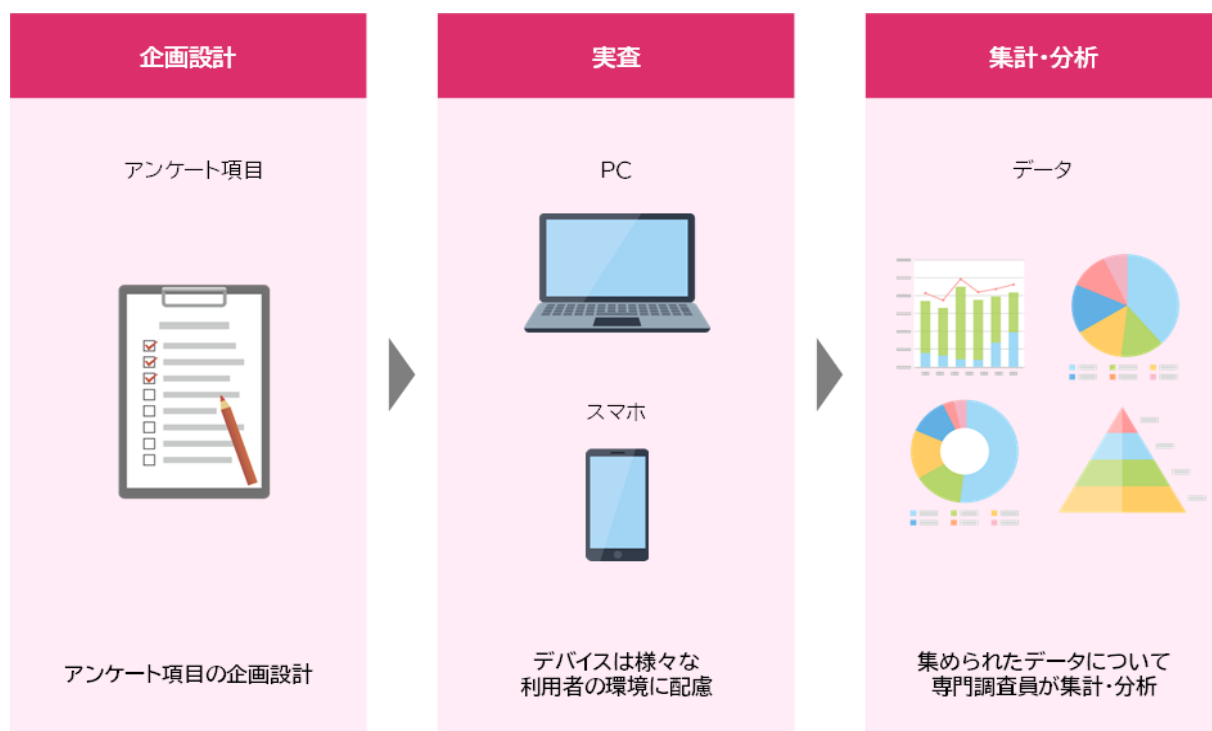 企画設計
アンケート項目
アンケート項目の企画設計
実査
PC
スマホ
デバイスは様々な
利用者の環境に配慮
集計・分析
データ
集められたデータについて
専門調査員が集計・分析